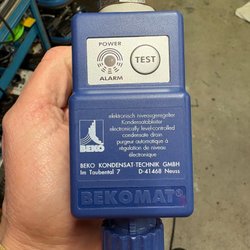 POWER
ALARM
TEST
elektronisch niveaugeregelter
Kondensatableiter
electronically level-controlled
condensate drain
purgeur automatique à
régulation de niveau
électronique
BEKO
BEKO KONDENSAT-TECHNIK GMBH
Im Taubental 7 D-41468 Neuss
BEKOMAT®